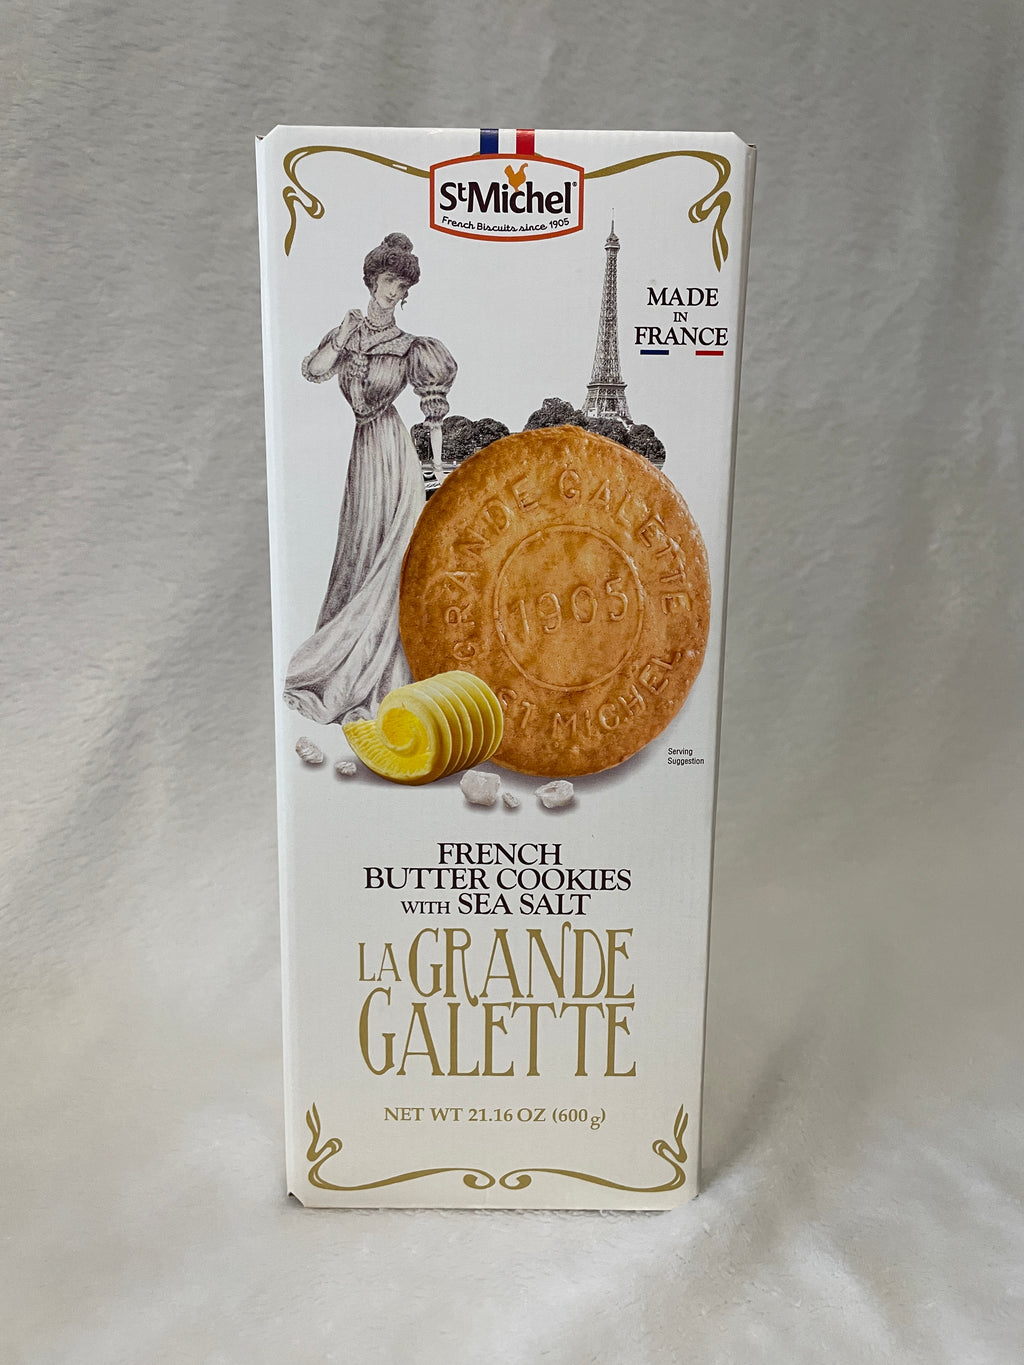 StMichel®
French Biscuits since 1905
MADE
IN
FRANCE
GRANDE GALETTE
1905
ST MICHEL
Serving
Suggestion
FRENCH
BUTTER COOKIES
WITH SEA SALT
LA GRANDE
GALETTE
NET WT 21.16 OZ (600 g)